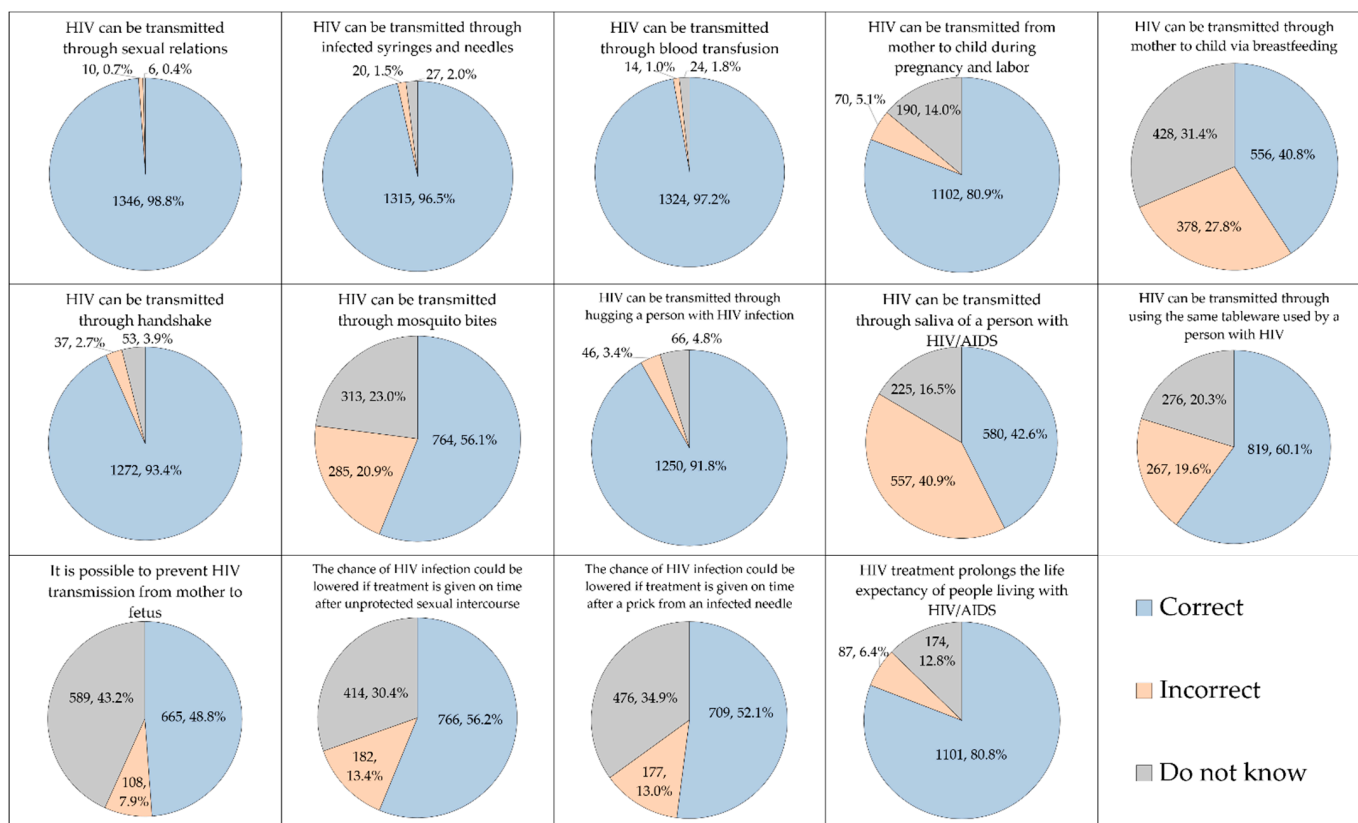 HIV can be transmitted
through sexual relations
10, 0.7%
6, 0.4%
1346, 98.8%
HIV can be transmitted through
infected syringes and needles
20, 1.5%
27, 2.0%
1315, 96.5%
HIV can be transmitted
through blood transfusion
14, 1.0%
24, 1.8%
1324, 97.2%
HIV can be transmitted from
mother to child during
pregnancy and labor
70, 5.1%
190, 14.0%
1102, 80.9%
HIV can be transmitted through
mother to child via breastfeeding
428, 31.4%
556, 40.8%
378, 27.8%
HIV can be transmitted
through handshake
37, 2.7%
53, 3.9%
1272, 93.4%
HIV can be transmitted
through mosquito bites
313, 23.0%
764, 56.1%
285, 20.9%
HIV can be transmitted through
hugging a person with HIV infection
46, 3.4%
66, 4.8%
1250, 91.8%
HIV can be transmitted
through saliva of a person with
HIV/AIDS
225, 16.5%
580, 42.6%
557, 40.9%
HIV can be transmitted through
using the same tableware used by a
person with HIV
276, 20.3%
819, 60.1%
267, 19.6%
It is possible to prevent HIV
transmission from mother to
fetus
589, 43.2%
665, 48.8%
108,
7.9%
The chance of HIV infection could be
lowered if treatment is given on time
after unprotected sexual intercourse
414, 30.4%
766, 56.2%
182,
13.4%
The chance of HIV infection could be
lowered if treatment is given on time
after a prick from an infected needle
476, 34.9%
709, 52.1%
177,
13.0%
HIV treatment prolongs the life
expectancy of people living with
HIV/AIDS
87, 6.4%
174,
12.8%
1101, 80.8%
Correct
Incorrect
Do not know